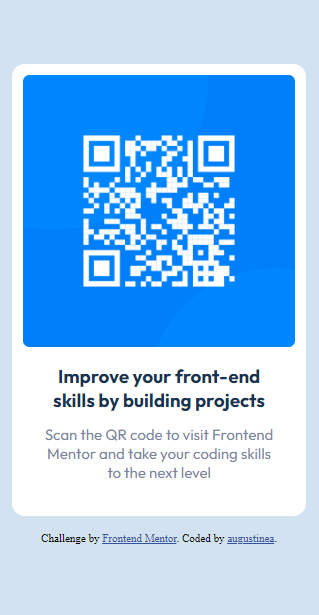 Improve your front-end
skills by building projects
Scan the QR code to visit Frontend
Mentor and take your coding skills
to the next level
Challenge by Frontend Mentor. Coded by augustinea.